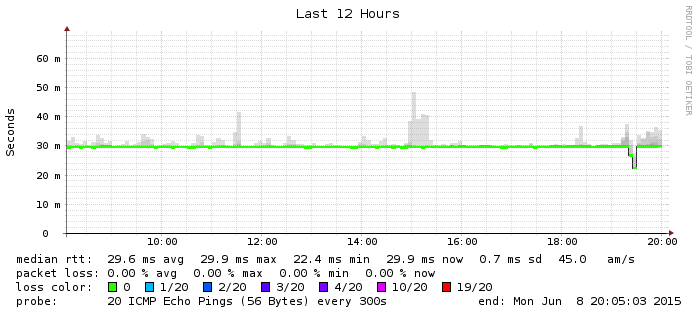 Last 12 Hours
RRDTOOL / TOBI OETIKER
Seconds
60 m
50 m
40 m
30 m
20 m
10 m
0
10:00 12:00 14:00 16:00 18:00 20:00
median rtt: 29.6 ms avg 29.9 ms max 22.4 ms min 29.9 ms now 0.7 ms sd 45.0 am/s
packet loss: 0.00 % avg 0.00 % max 0.00 % min 0.00 % now
loss color: 0 1/20 2/20 3/20 4/20 10/20 19/20
probe: 20 ICMP Echo Pings (56 Bytes) every 300s end: Mon Jun 8 20:05:03 2015